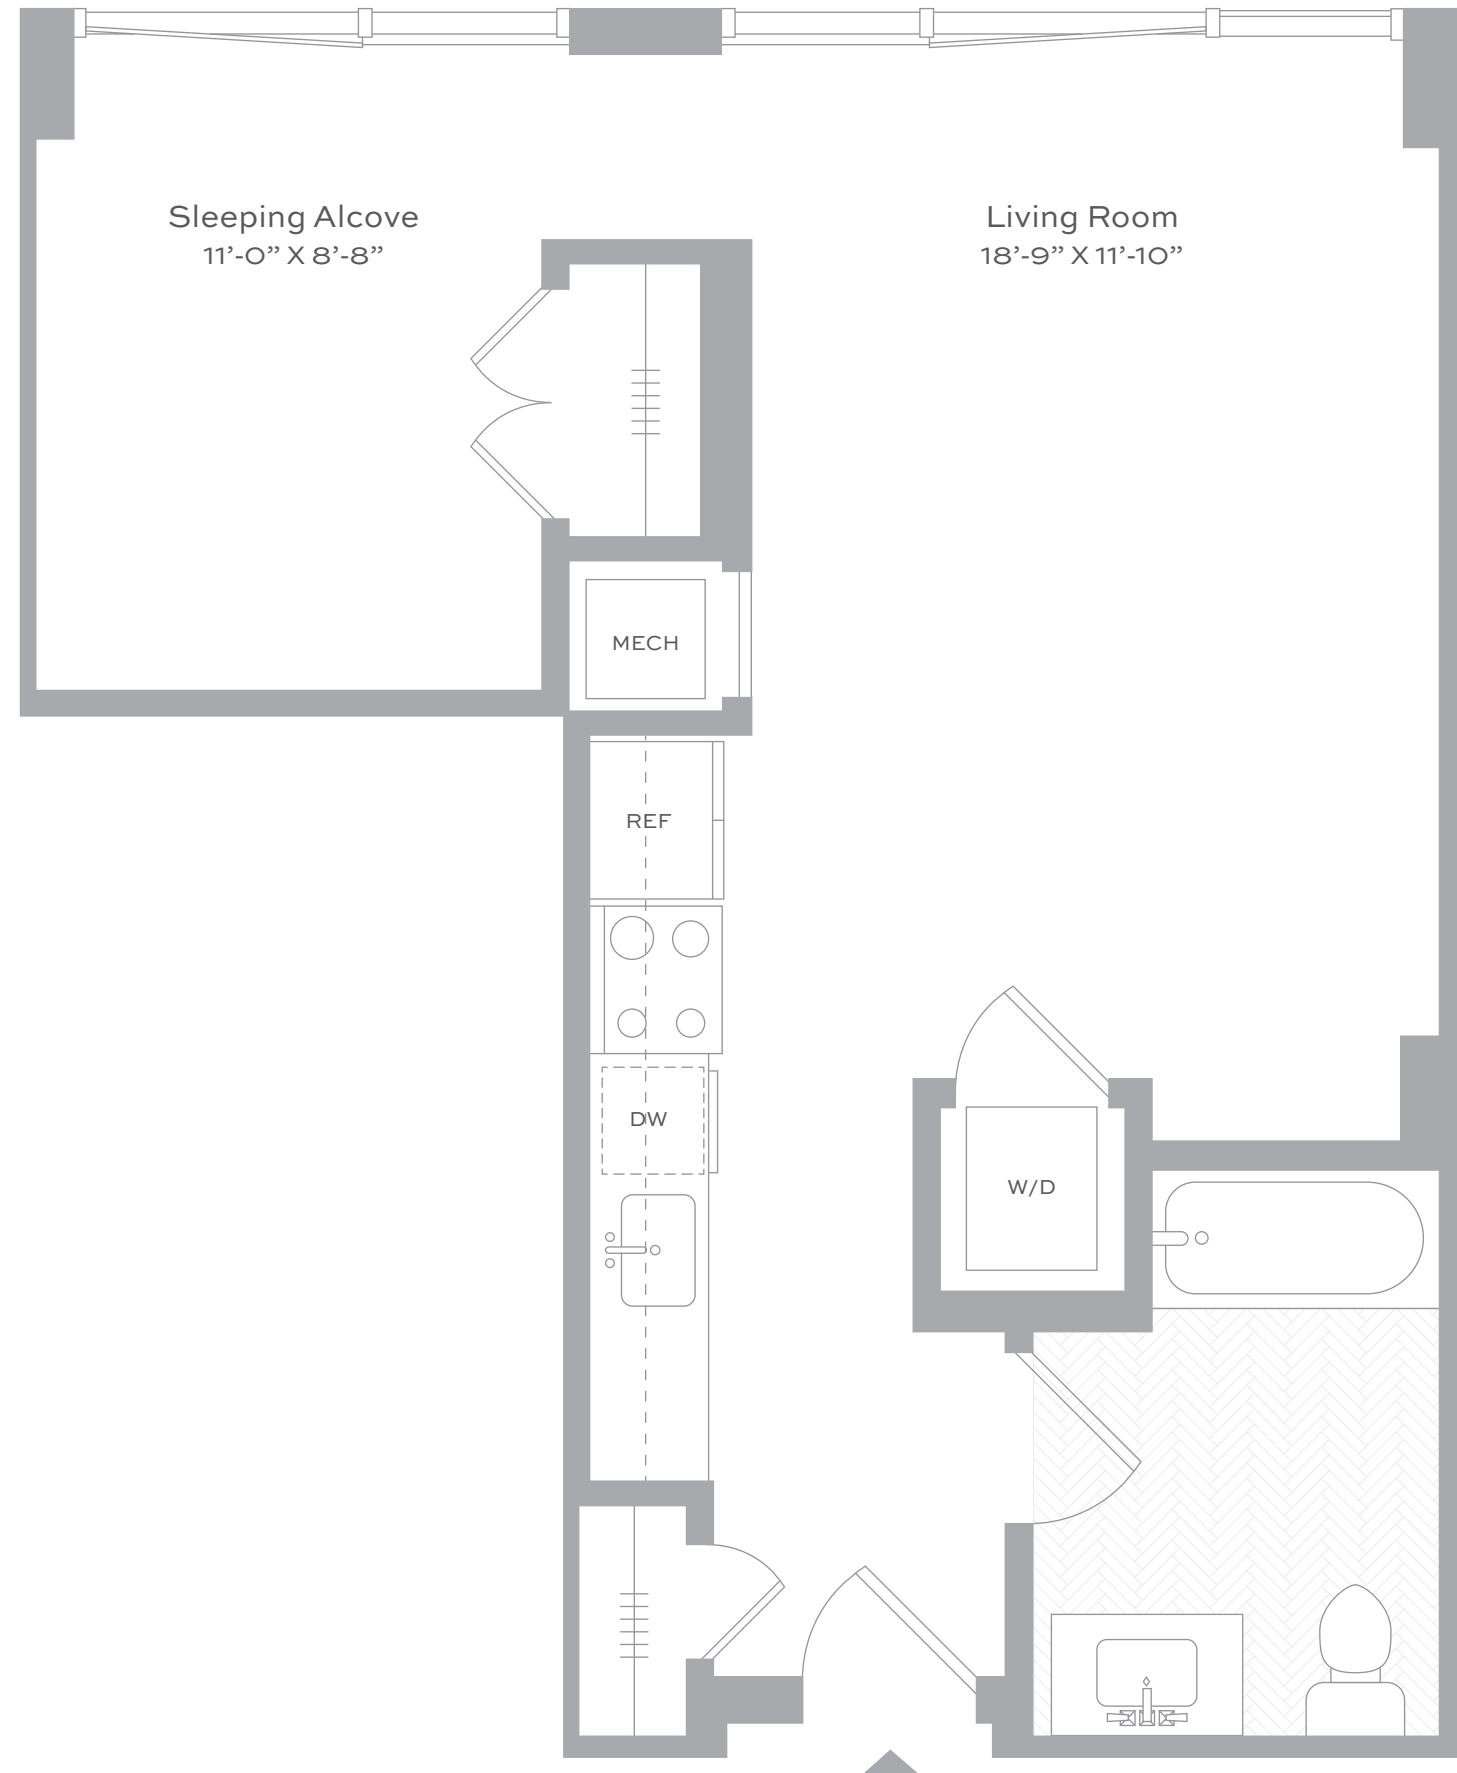 Sleeping Alcove
11’-0” X 8’-8”
Living Room
18’-9” X 11’-10”
MECH
REF
DW
W/D